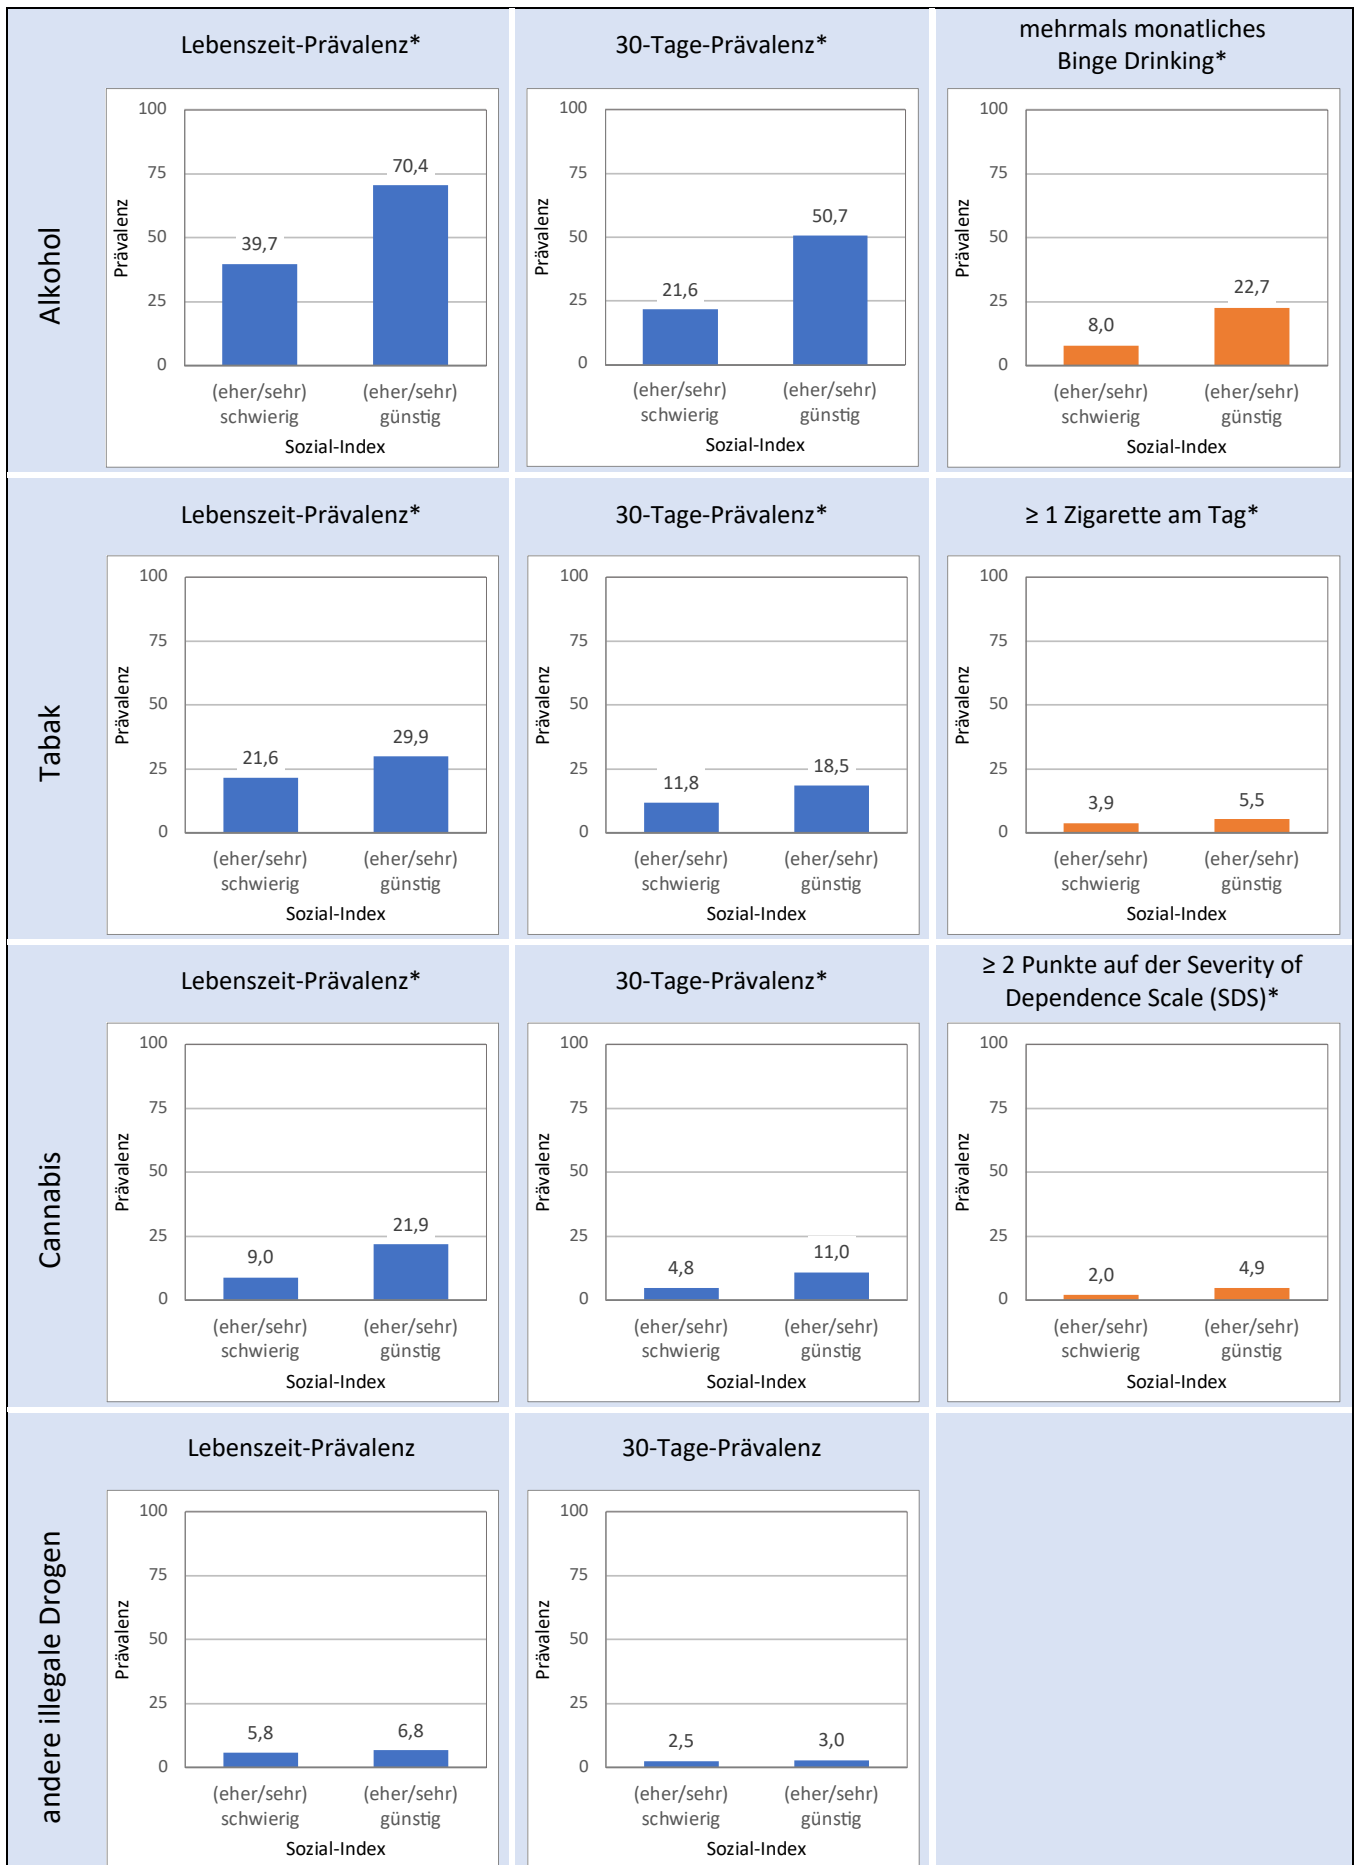 Alkohol
Lebenszeit-Prävalenz*
Prävalenz
100
75
50
25
0
39,7
70,4
(eher/sehr)
schwierig
(eher/sehr)
günstig
Sozial-Index
30-Tage-Prävalenz*
Prävalenz
100
75
50
25
0
21,6
50,7
(eher/sehr)
schwierig
(eher/sehr)
günstig
Sozial-Index
mehrmals monatliches
Binge Drinking*
Prävalenz
100
75
50
25
0
8,0
22,7
(eher/sehr)
schwierig
(eher/sehr)
günstig
Sozial-Index
Tabak
Lebenszeit-Prävalenz*
Prävalenz
100
75
50
25
0
21,6
29,9
(eher/sehr)
schwierig
(eher/sehr)
günstig
Sozial-Index
30-Tage-Prävalenz*
Prävalenz
100
75
50
25
0
11,8
18,5
(eher/sehr)
schwierig
(eher/sehr)
günstig
Sozial-Index
≥ 1 Zigarette am Tag*
Prävalenz
100
75
50
25
0
3,9
5,5
(eher/sehr)
schwierig
(eher/sehr)
günstig
Sozial-Index
Cannabis
Lebenszeit-Prävalenz*
Prävalenz
100
75
50
25
0
9,0
21,9
(eher/sehr)
schwierig
(eher/sehr)
günstig
Sozial-Index
30-Tage-Prävalenz*
Prävalenz
100
75
50
25
0
4,8
11,0
(eher/sehr)
schwierig
(eher/sehr)
günstig
Sozial-Index
≥ 2 Punkte auf der Severity of
Dependence Scale (SDS)*
Prävalenz
100
75
50
25
0
2,0
4,9
(eher/sehr)
schwierig
(eher/sehr)
günstig
Sozial-Index
andere illegale Drogen
Lebenszeit-Prävalenz
Prävalenz
100
75
50
25
0
5,8
6,8
(eher/sehr)
schwierig
(eher/sehr)
günstig
Sozial-Index
30-Tage-Prävalenz
Prävalenz
100
75
50
25
0
2,5
3,0
(eher/sehr)
schwierig
(eher/sehr)
günstig
Sozial-Index